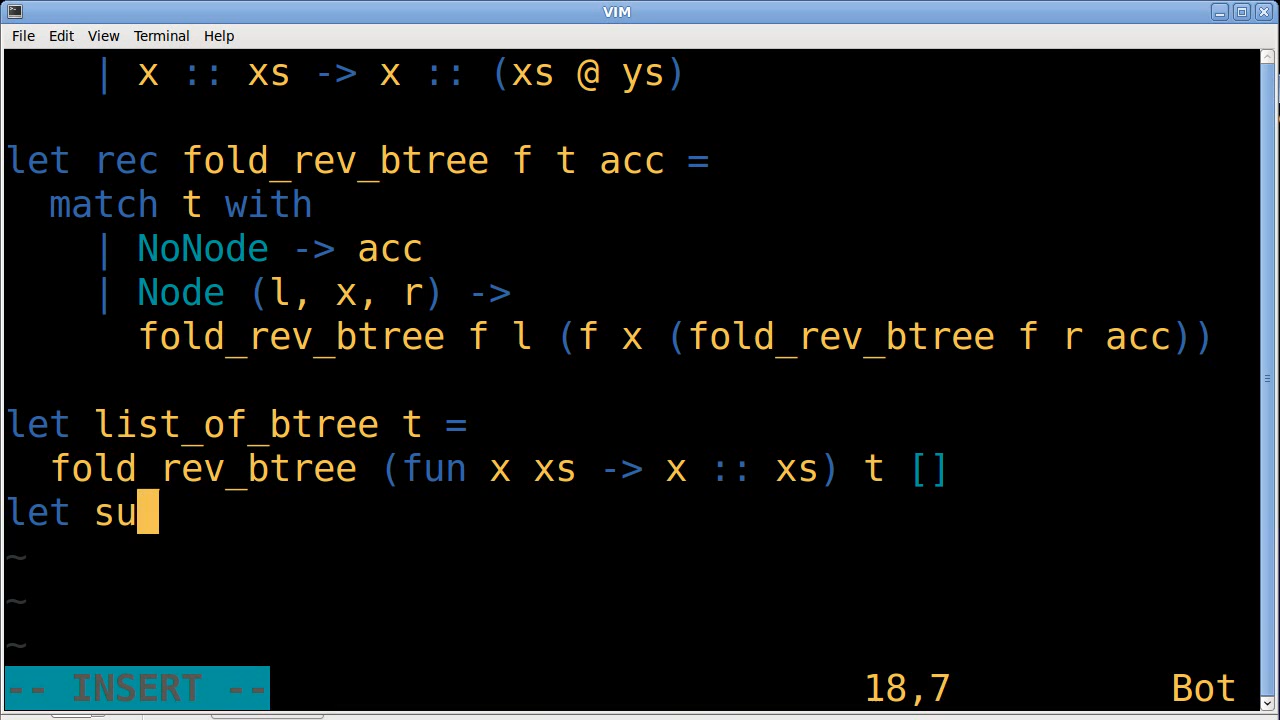 VIM
File Edit View Terminal Help
    | x :: xs -> x :: (xs @ ys)
let rec fold_rev_btree f t acc =
  match t with
    | NoNode -> acc
    | Node (l, x, r) ->
      fold_rev_btree f l (f x (fold_rev_btree f r acc))
let list_of_btree t =
  fold_rev_btree (fun x xs -> x :: xs) t []
let su
~
~
~
-- INSERT -- 18,7 Bot